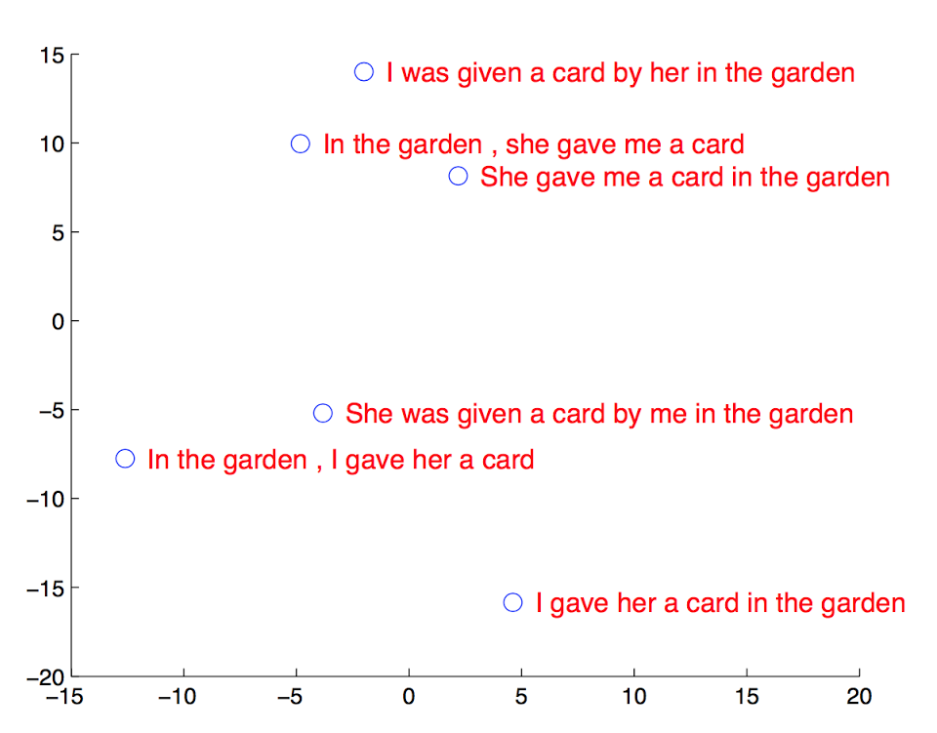 15
I was given a card by her in the garden
10
In the garden , she gave me a card
She gave me a card in the garden
5
0
−5
She was given a card by me in the garden
In the garden , I gave her a card
−10
−15
I gave her a card in the garden
−20
−15 −10 −5 0 5 10 15 20